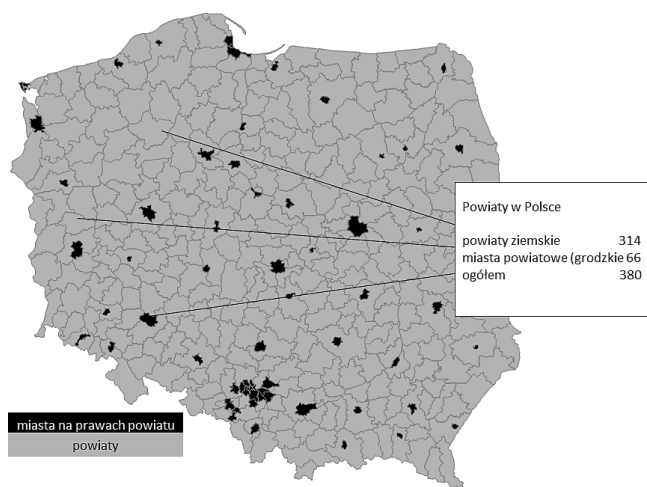 Powiaty w Polsce
powiaty ziemskie 314
miasta powiatowe (grodzkie 66
ogółem 380
miasta na prawach powiatu
powiaty